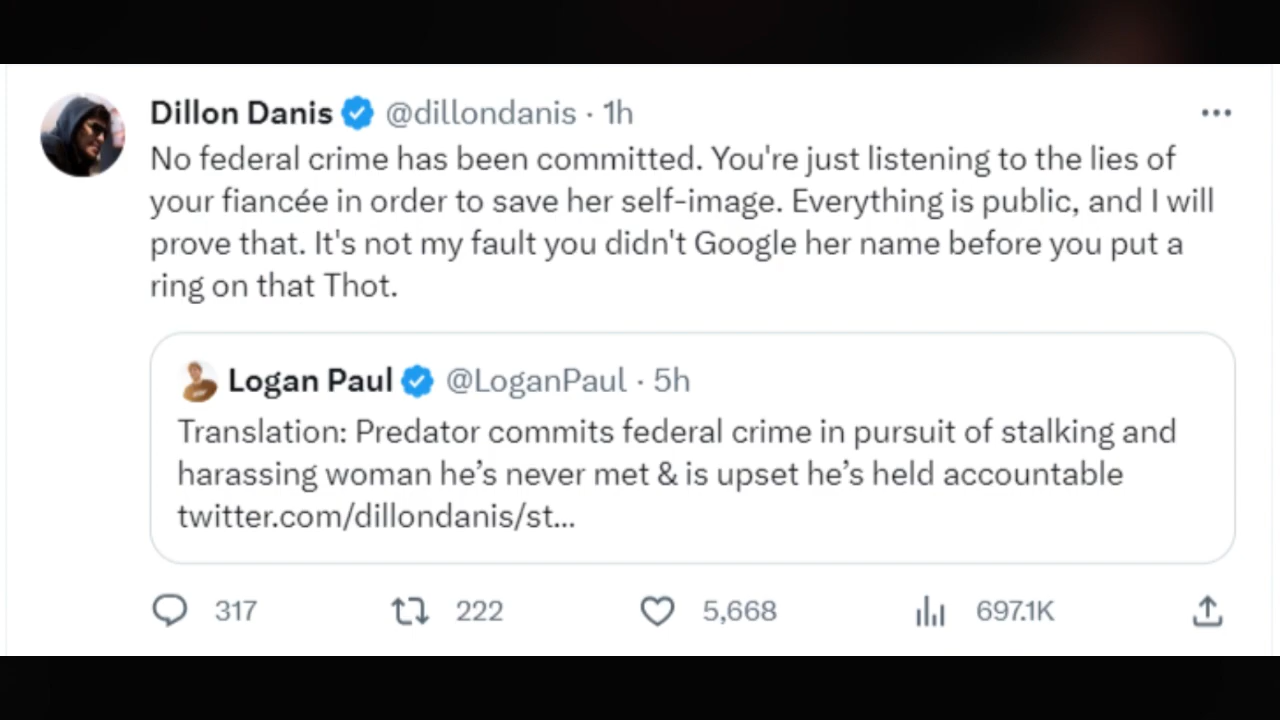 Dillon Danis @dillondanis · 1h
No federal crime has been committed. You're just listening to the lies of
your fiancée in order to save her self-image. Everything is public, and I will
prove that. It's not my fault you didn't Google her name before you put a
ring on that Thot.
Logan Paul @LoganPaul · 5h
Translation: Predator commits federal crime in pursuit of stalking and
harassing woman he’s never met & is upset he’s held accountable
twitter.com/dillondanis/st...
317 222 5,668 697.1K